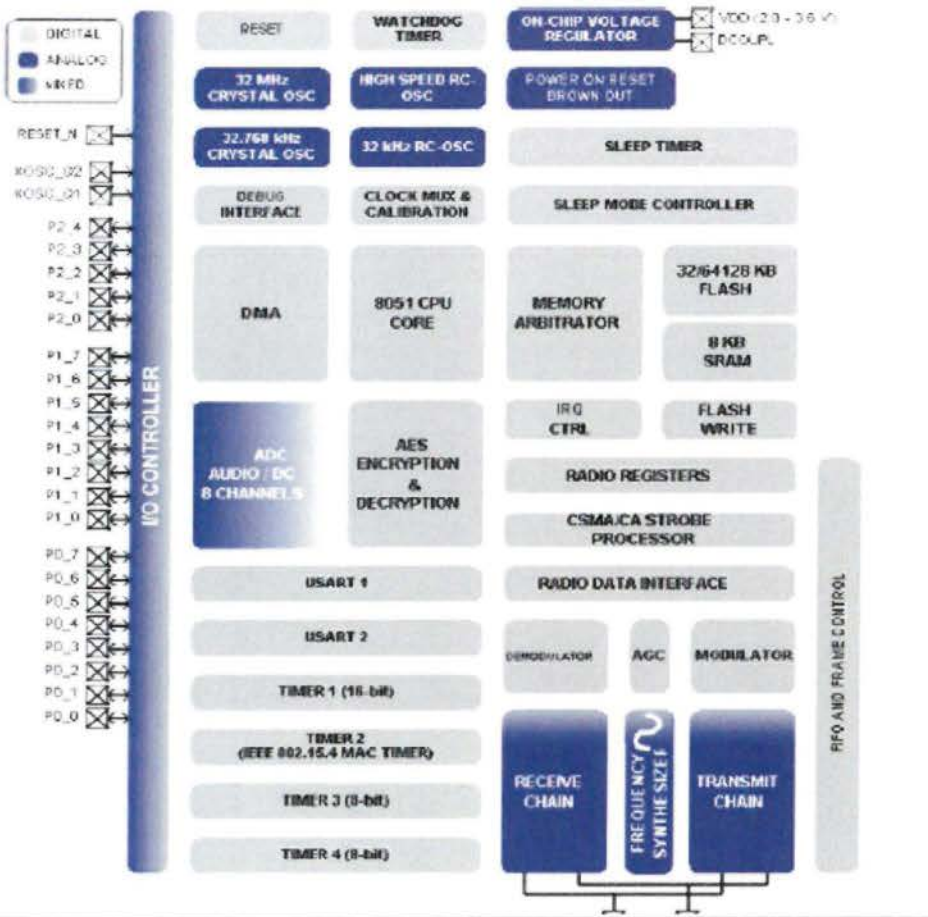 DIGITAL
ANALOG
MIXED
RESET
WATCHDOG
TIMER
ON-CHIP VOLTAGE
REGULATOR
VDD (2.0 - 3.6 V)
DCOUPL
32 MHz
CRYSTAL OSC
HIGH SPEED RC-
OSC
POWER ON RESET
BROWN OUT
RESET_N
32.768 kHz
CRYSTAL OSC
32 kHz RC-OSC
SLEEP TIMER
XOSC_Q2
XOSC_Q1
DEBUG
INTERFACE
CLOCK MUX &
CALIBRATION
SLEEP MODE CONTROLLER
P2_4
P2_3
P2_2
P2_1
P2_0
P1_7
P1_6
P1_5
P1_4
P1_3
P1_2
P1_1
P1_0
P0_7
P0_6
P0_5
P0_4
P0_3
P0_2
P0_1
P0_0
I/O CONTROLLER
DMA
8051 CPU
CORE
MEMORY
ARBITRATOR
32/64128 KB
FLASH
8 KB
SRAM
ADC
AUDIO / DC
8 CHANNELS
AES
ENCRYPTION
&
DECRYPTION
IRQ
CTRL
FLASH
WRITE
RADIO REGISTERS
CSMA/CA STROBE
PROCESSOR
USART 1
RADIO DATA INTERFACE
USART 2
DEMODULATOR
AGC
MODULATOR
TIMER 1 (16-bit)
TIMER 2
(IEEE 802.15.4 MAC TIMER)
TIMER 3 (8-bit)
TIMER 4 (8-bit)
RECEIVE
CHAIN
FREQUENCY
SYNTHESIZER
TRANSMIT
CHAIN
FIFO AND FRAME CONTROL